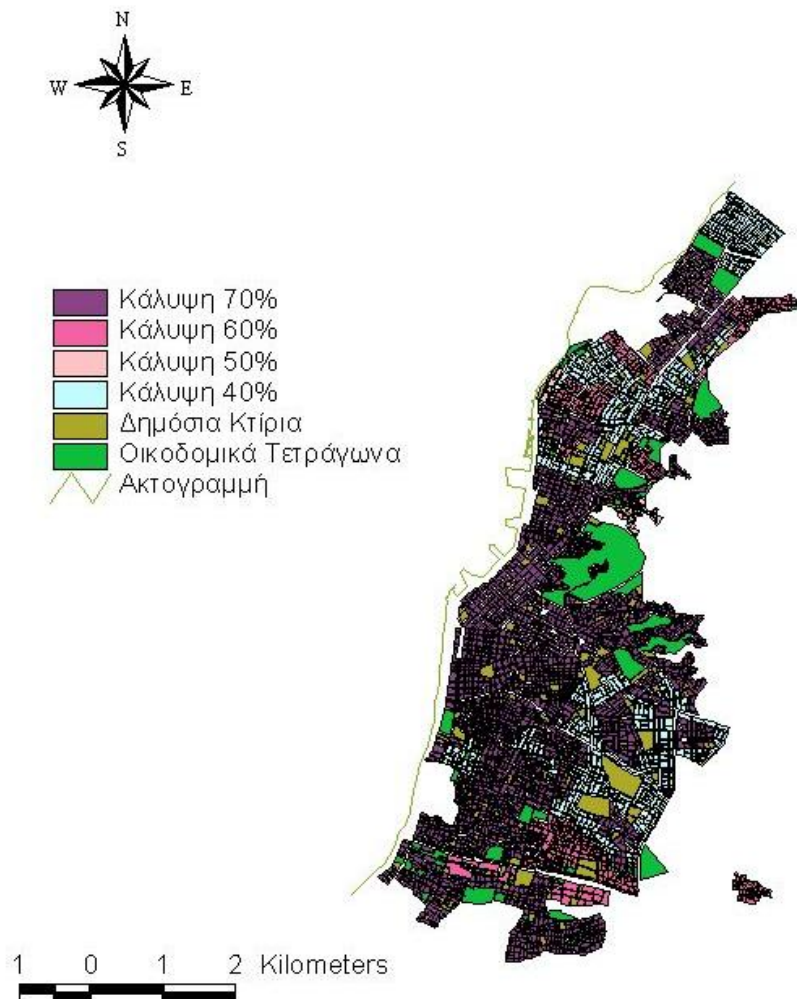 N
W E
S
Κάλυψη 70%
Κάλυψη 60%
Κάλυψη 50%
Κάλυψη 40%
Δημόσια Κτίρια
Οικοδομικά Τετράγωνα
Ακτογραμμή
1 0 1 2 Kilometers